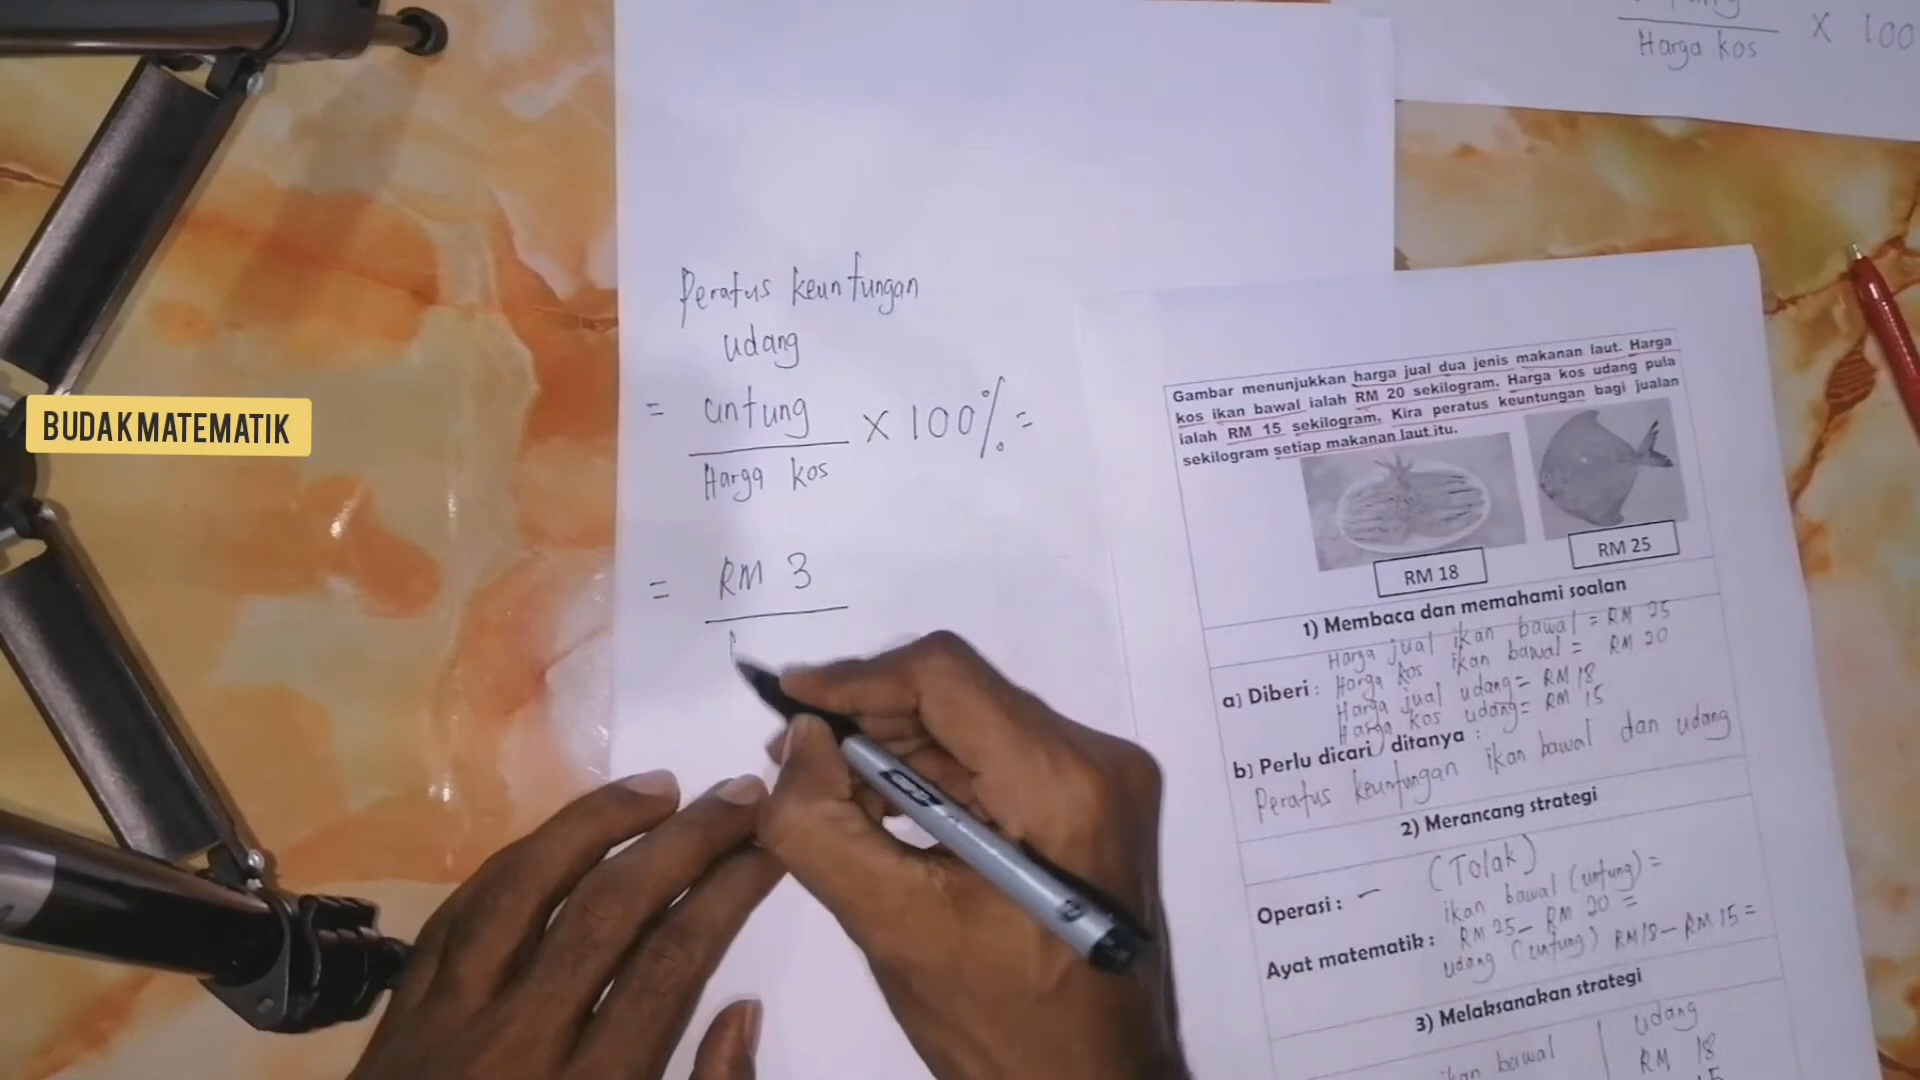 Harga kos X 100
BUDAK MATEMATIK
Peratus keuntungan
udang
= untung X 100% =
Harga kos
= RM 3
Gambar menunjukkan harga jual dua jenis makanan laut. Harga
kos ikan bawal ialah RM 20 sekilogram. Harga kos udang pula
ialah RM 15 sekilogram. Kira peratus keuntungan bagi jualan
sekilogram setiap makanan laut itu.
RM 18
RM 25
1) Membaca dan memahami soalan
Harga jual ikan bawal = RM 25
a) Diberi : Harga kos ikan bawal = RM 20
Harga jual udang = RM 18
Harga kos udang = RM 15
b) Perlu dicari / ditanya :
Peratus keuntungan ikan bawal dan udang
2) Merancang strategi
Operasi : – (Tolak)
ikan bawal (untung) =
Ayat matematik : RM 25 – RM 20 =
udang (untung) RM 18 – RM 15 =
3) Melaksanakan strategi
ikan bawal
udang
RM 18